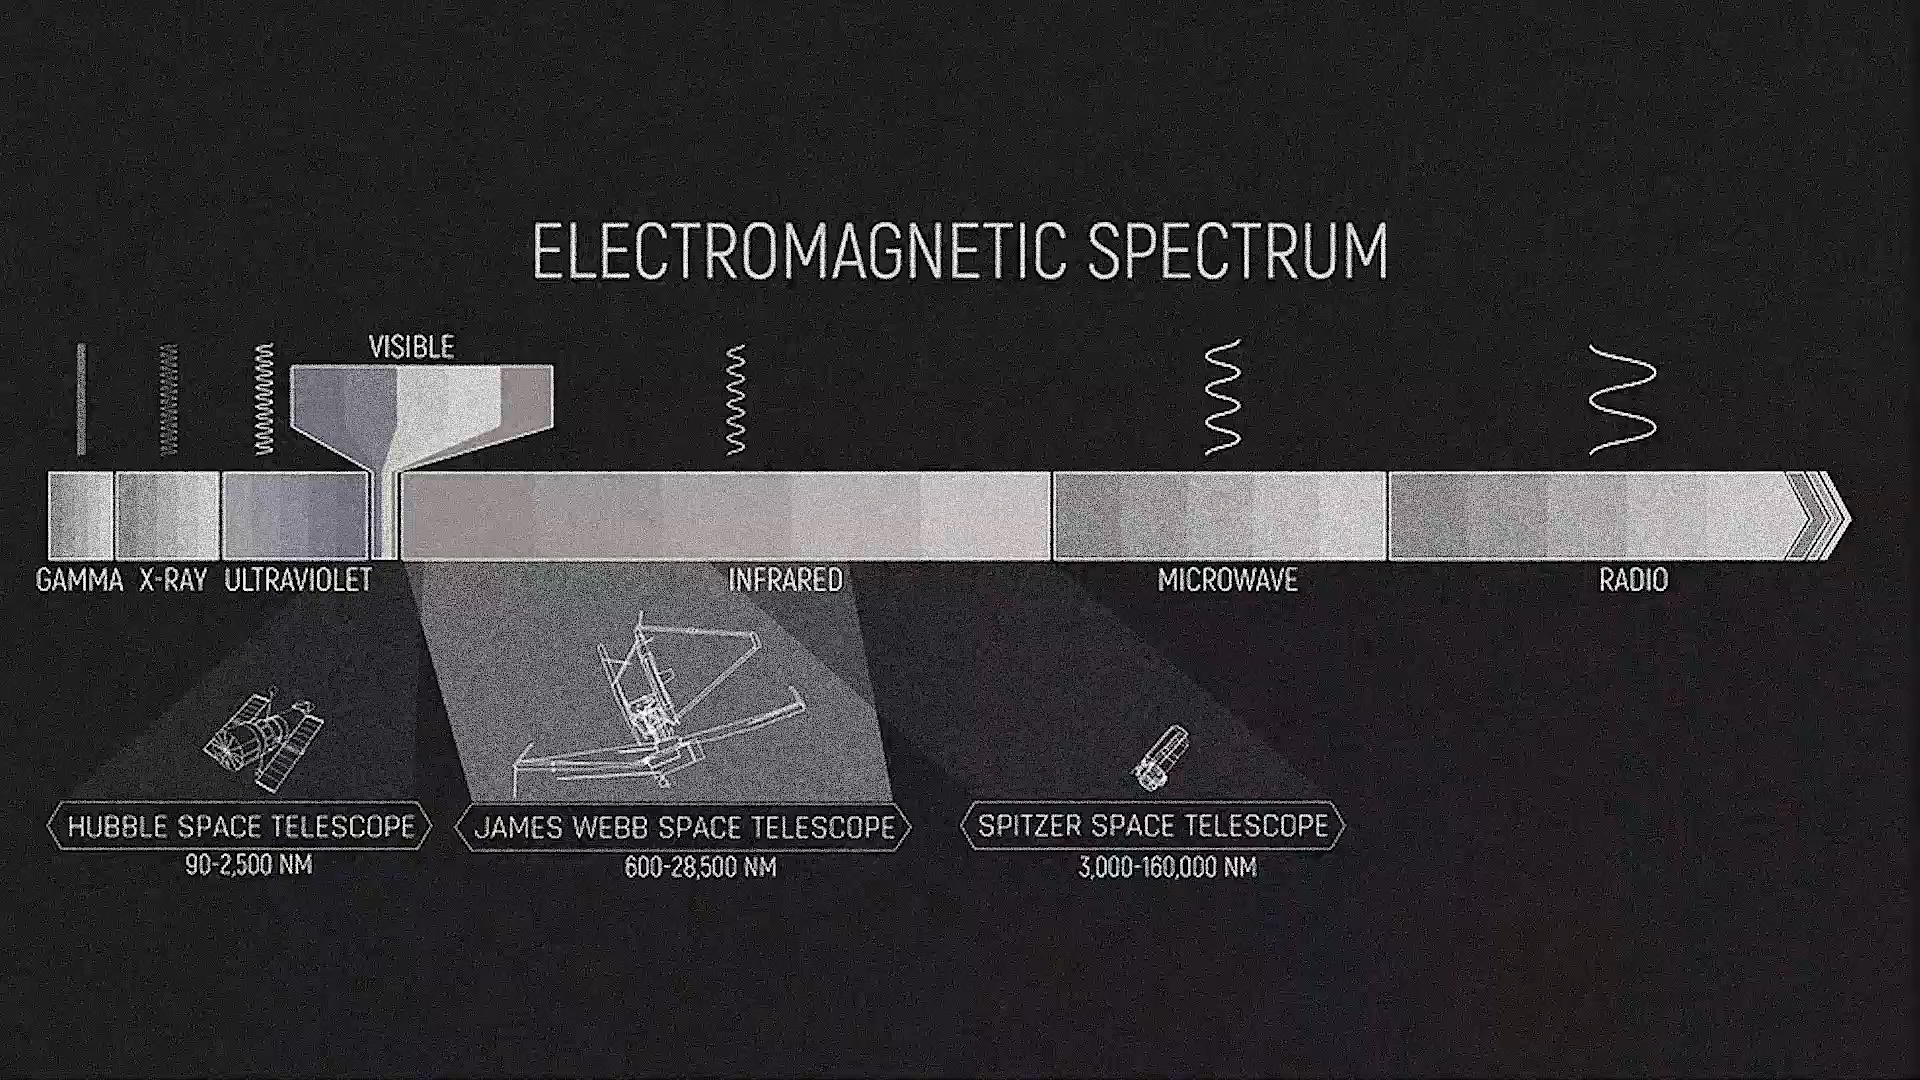 ELECTROMAGNETIC SPECTRUM
VISIBLE
GAMMA X-RAY ULTRAVIOLET INFRARED MICROWAVE RADIO
HUBBLE SPACE TELESCOPE
90-2,500 NM
JAMES WEBB SPACE TELESCOPE
600-28,500 NM
SPITZER SPACE TELESCOPE
3,000-160,000 NM